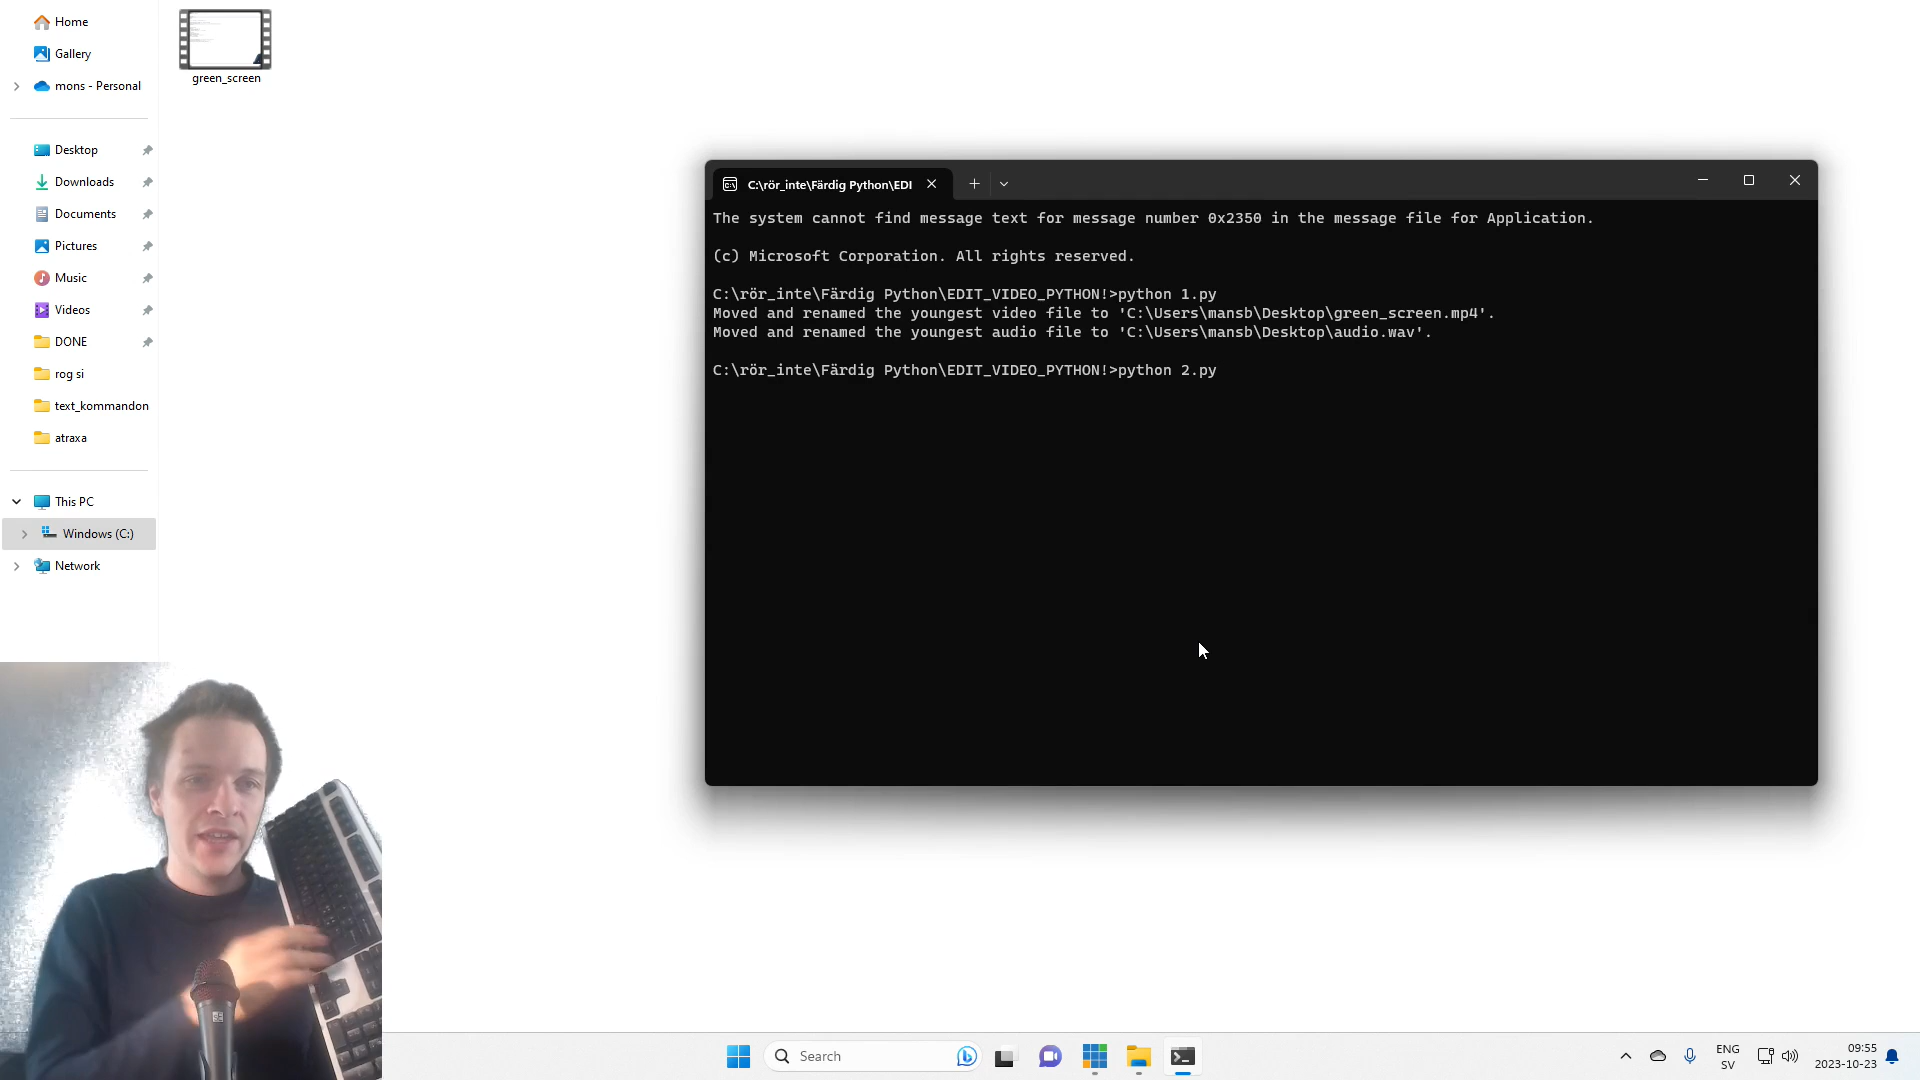 Home
Gallery
mons - Personal
Desktop
Downloads
Documents
Pictures
Music
Videos
DONE
rog si
text_kommandon
atraxa
This PC
Windows (C:)
Network
green_screen
C:\rör_inte\Färdig Python\EDI
The system cannot find message text for message number 0x2350 in the message file for Application.
(c) Microsoft Corporation. All rights reserved.
C:\rör_inte\Färdig Python\EDIT_VIDEO_PYTHON!>python 1.py
Moved and renamed the youngest video file to 'C:\Users\mansb\Desktop\green_screen.mp4'.
Moved and renamed the youngest audio file to 'C:\Users\mansb\Desktop\audio.wav'.
C:\rör_inte\Färdig Python\EDIT_VIDEO_PYTHON!>python 2.py
sE
Search
ENG
SV
09:55
2023-10-23